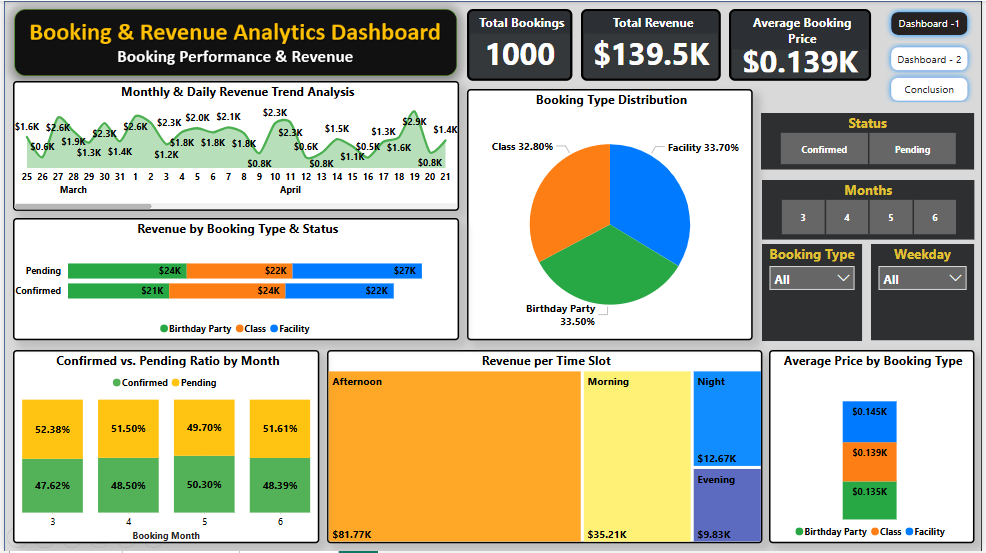 Booking & Revenue Analytics Dashboard
Booking Performance & Revenue
Total Bookings
1000
Total Revenue
$139.5K
Average Booking
Price
$0.139K
Dashboard -1
Dashboard - 2
Conclusion
Monthly & Daily Revenue Trend Analysis
$1.6K $0.6K $2.6K $1.9K $1.3K $2.3K $1.4K $2.6K $2.3K $1.2K $1.8K $2.0K $1.8K $2.1K $1.8K $0.8K $2.3K $2.3K $0.6K $0.8K $1.5K $1.1K $0.5K $1.3K $1.6K $2.9K $0.8K $1.4K
25 26 27 28 29 30 31 1 2 3 4 5 6 7 8 9 10 11 12 13 14 15 16 17 18 19 20 21
March April
Booking Type Distribution
Class 32.80%
Facility 33.70%
Birthday Party
33.50%
Status
Confirmed Pending
Months
3 4 5 6
Booking Type
All
Weekday
All
Revenue by Booking Type & Status
Pending $24K $22K $27K
Confirmed $21K $24K $22K
Birthday Party Class Facility
Confirmed vs. Pending Ratio by Month
Confirmed Pending
52.38% 51.50% 49.70% 51.61%
47.62% 48.50% 50.30% 48.39%
3 4 5 6
Booking Month
Revenue per Time Slot
Afternoon
$81.77K
Morning
$35.21K
Night
$12.67K
Evening
$9.83K
Average Price by Booking Type
$0.145K
$0.139K
$0.135K
Birthday Party Class Facility